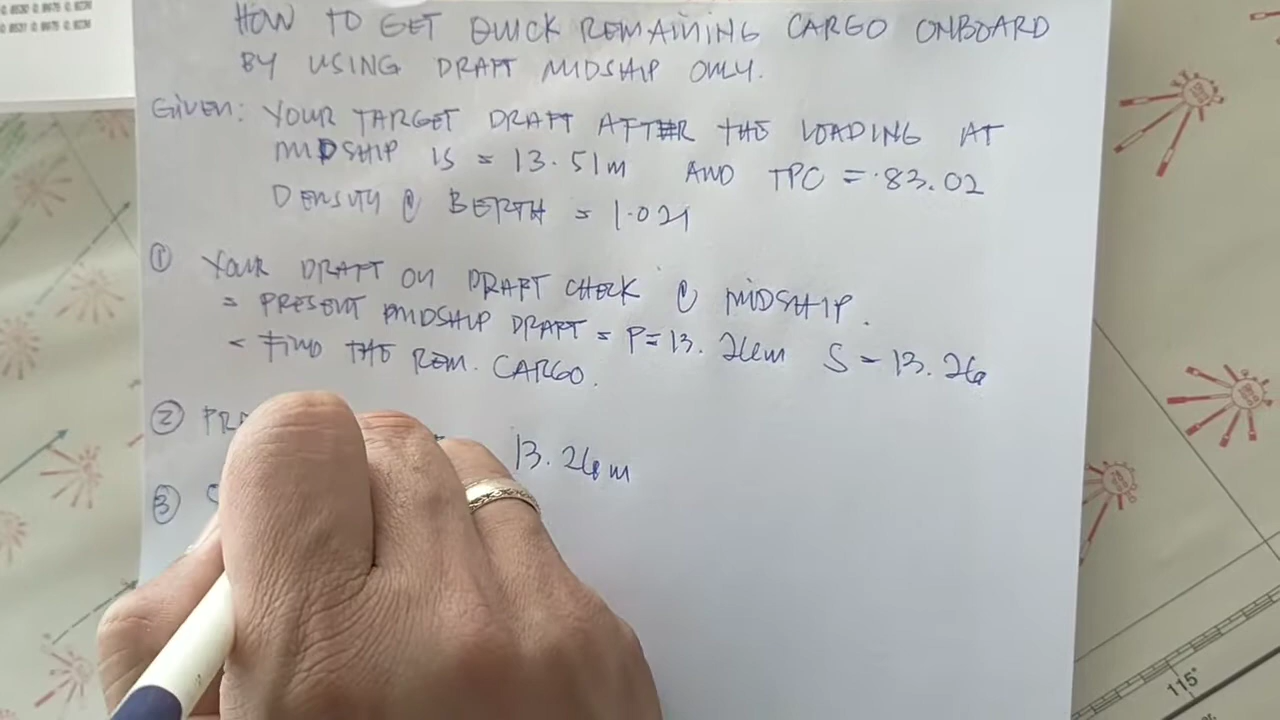 HOW TO GET QUICK REMAINING CARGO ONBOARD
BY USING DRAFT MIDSHIP ONLY.
GIVEN: YOUR TARGET DRAFT AFTER THE LOADING AT
MIDSHIP IS = 13.51m AND TPC = 83.02
DENSITY @ BERTH = 1.021
① YOUR DRAFT ON DRAFT CHECK @ MIDSHIP.
= PRESENT MIDSHIP DRAFT = P=13.26m S = 13.26
= FIND THE REM. CARGO.
② 13.26m
③
115°